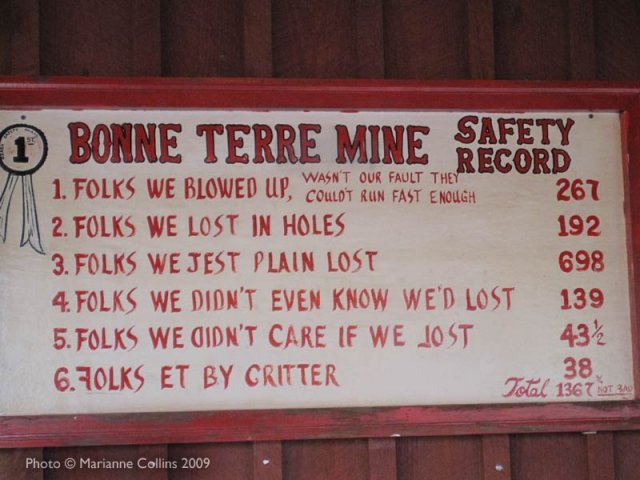 1ST
BONNE TERRE MINE SAFETY RECORD
1. FOLKS WE BLOWED UP, WASN'T OUR FAULT THEY COULD'T RUN FAST ENOUGH 267
2. FOLKS WE LOST IN HOLES 192
3. FOLKS WE JEST PLAIN LOST 698
4. FOLKS WE DIDN'T EVEN KNOW WE'D LOST 139
5. FOLKS WE DIDN'T CARE IF WE LOST 43½
6. FOLKS ET BY CRITTER 38
Total 1367½ NOT BAD
Photo © Marianne Collins 2009